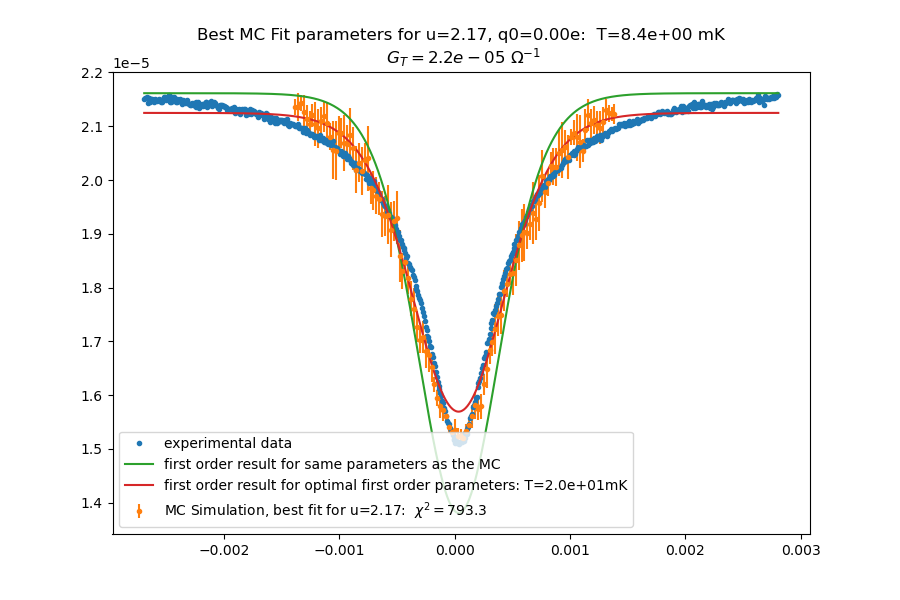 Best MC Fit parameters for u=2.17, q0=0.00e:  T=8.4e+00 mK
G_T = 2.2e − 05 Ω⁻¹
1e−5
2.2
2.1
2.0
1.9
1.8
1.7
1.6
1.5
1.4
experimental data
first order result for same parameters as the MC
first order result for optimal first order parameters: T=2.0e+01mK
MC Simulation, best fit for u=2.17:  χ² = 793.3
−0.002
−0.001
0.000
0.001
0.002
0.003